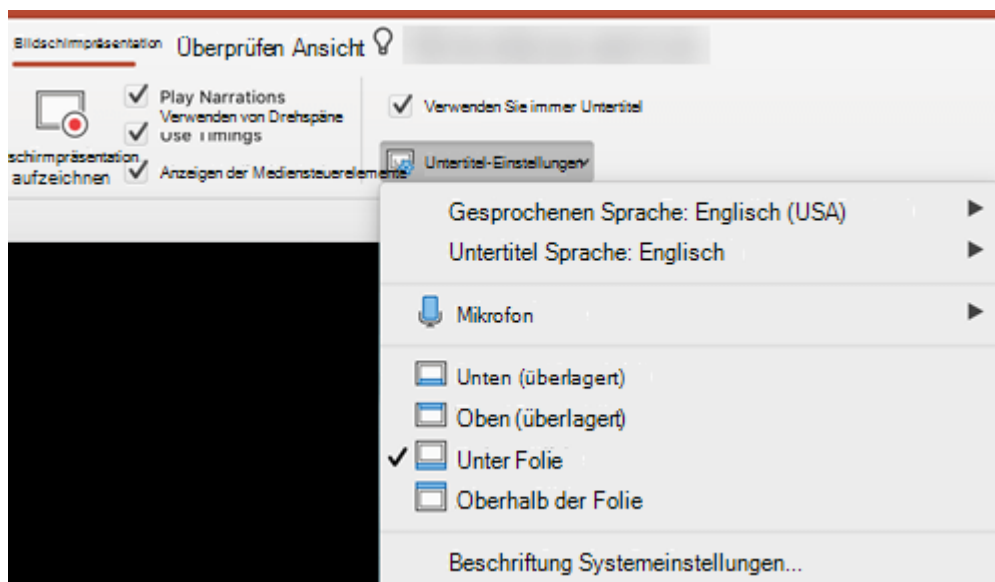 Bildschirmpräsentation Überprüfen Ansicht
Play Narrations
Verwenden von Drehspäne
Use Timings
schirmpräsentation
aufzeichnen
Anzeigen der Mediensteuerelemente
Verwenden Sie immer Untertitel
Untertitel-Einstellungen
Gesprochenen Sprache: Englisch (USA)
Untertitel Sprache: Englisch
Mikrofon
Unten (überlagert)
Oben (überlagert)
Unter Folie
Oberhalb der Folie
Beschriftung Systemeinstellungen...